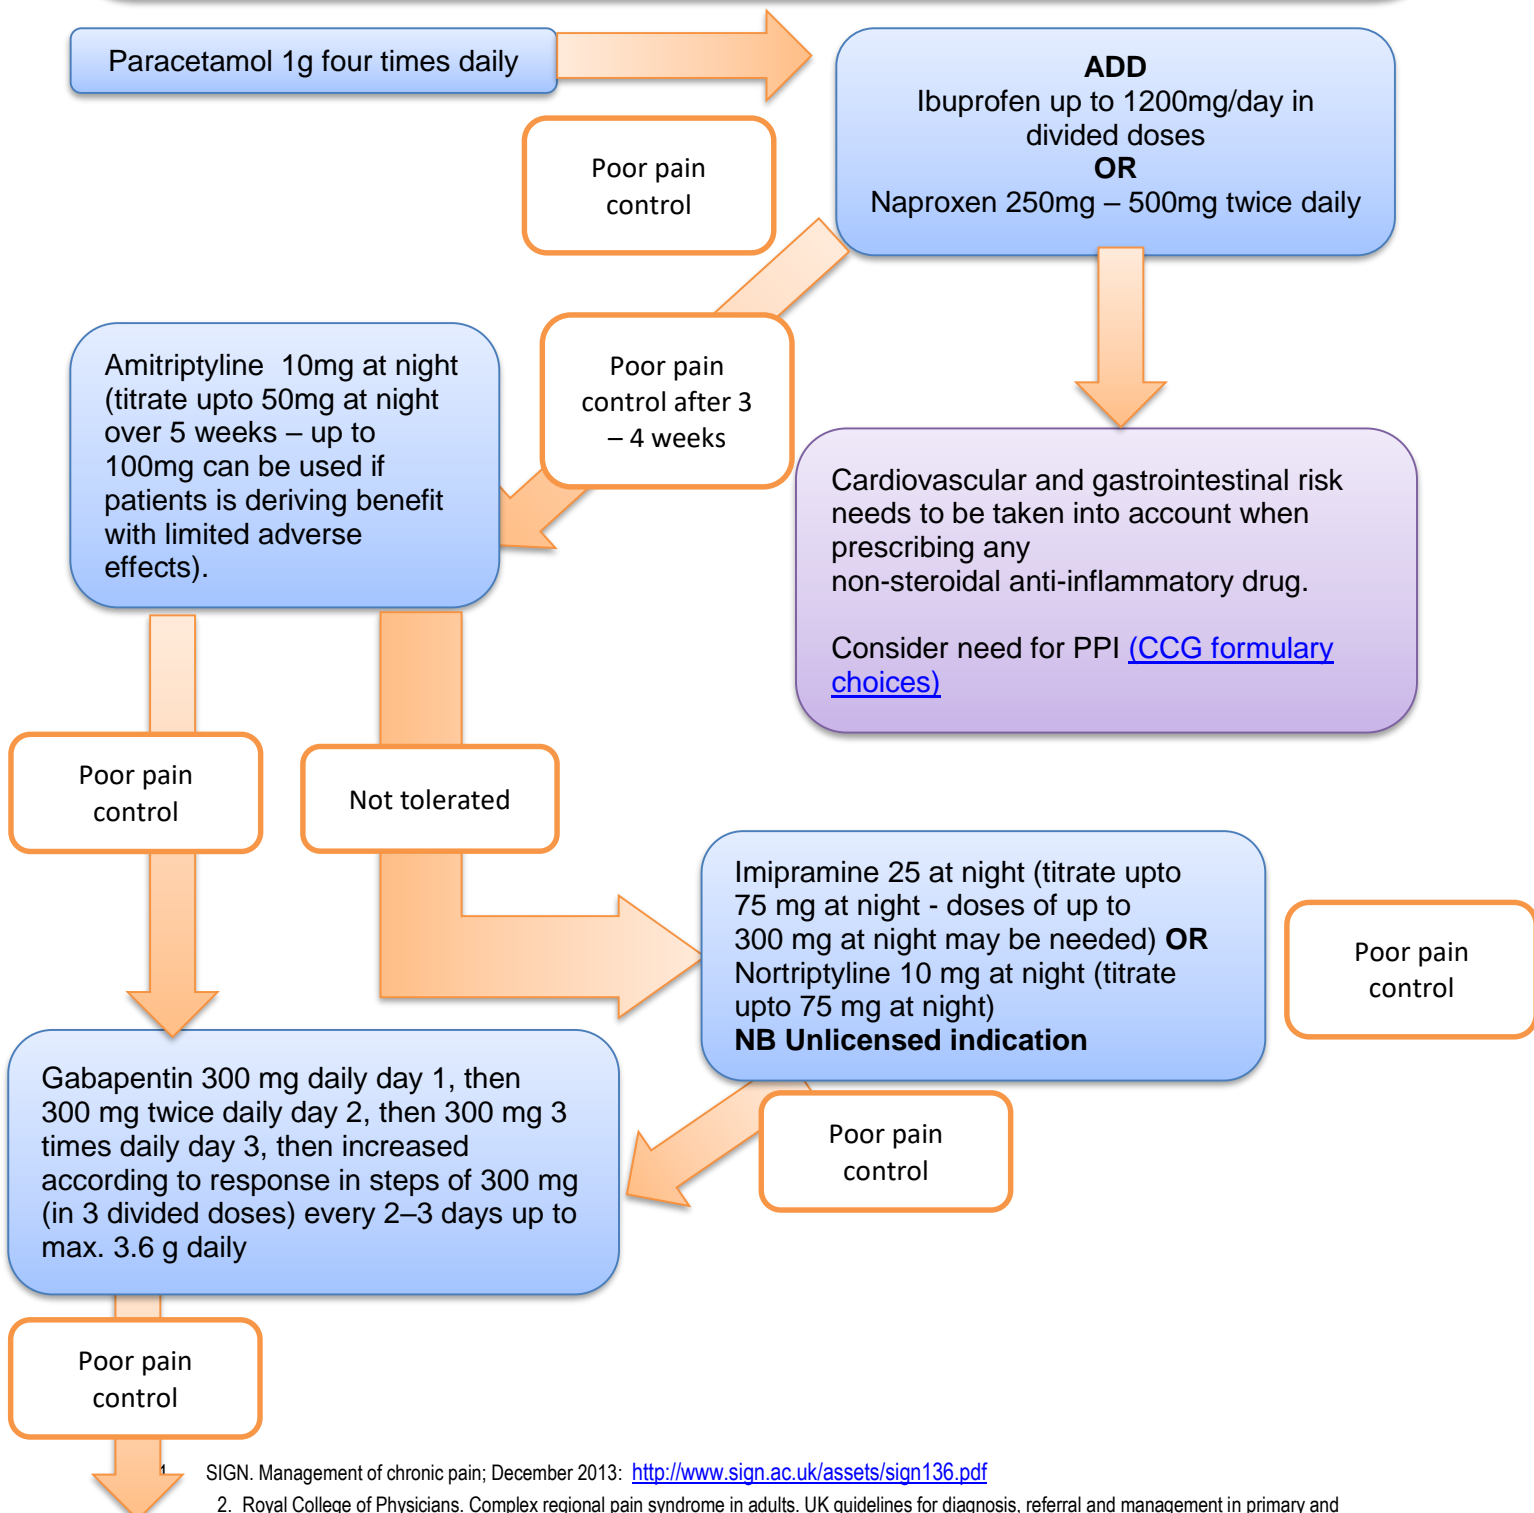 Paracetamol 1g four times daily
ADD
Ibuprofen up to 1200mg/day in
divided doses
OR
Naproxen 250mg – 500mg twice daily
Poor pain
control
Amitriptyline 10mg at night
(titrate upto 50mg at night
over 5 weeks – up to
100mg can be used if
patients is deriving benefit
with limited adverse
effects).
Poor pain
control after 3
– 4 weeks
Cardiovascular and gastrointestinal risk
needs to be taken into account when
prescribing any
non-steroidal anti-inflammatory drug.
Consider need for PPI (CCG formulary
choices)
Poor pain
control
Not tolerated
Imipramine 25 at night (titrate upto
75 mg at night - doses of up to
300 mg at night may be needed) OR
Nortriptyline 10 mg at night (titrate
upto 75 mg at night)
NB Unlicensed indication
Poor pain
control
Gabapentin 300 mg daily day 1, then
300 mg twice daily day 2, then 300 mg 3
times daily day 3, then increased
according to response in steps of 300 mg
(in 3 divided doses) every 2–3 days up to
max. 3.6 g daily
Poor pain
control
Poor pain
control
SIGN. Management of chronic pain; December 2013: http://www.sign.ac.uk/assets/sign136.pdf
2. Royal College of Physicians. Complex regional pain syndrome in adults. UK guidelines for diagnosis, referral and management in primary and